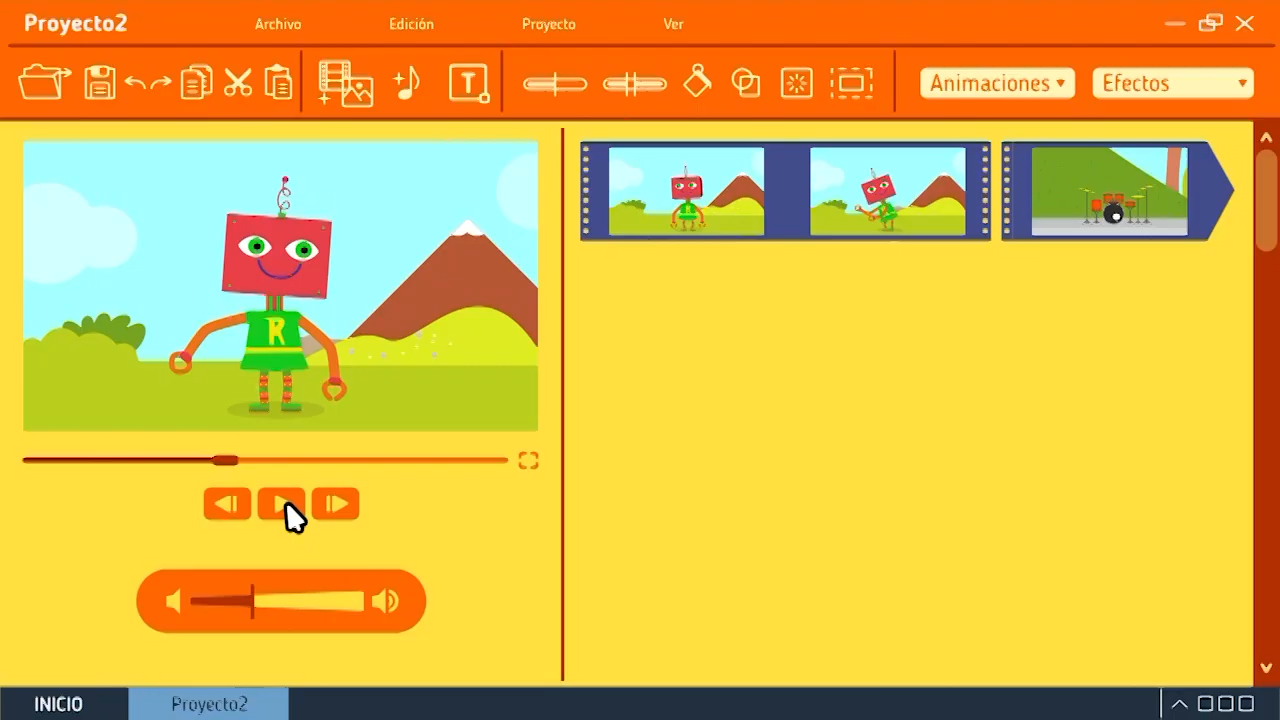 Proyecto2
Archivo Edición Proyecto Ver
T
Animaciones
Efectos
R
INICIO
Proyecto2